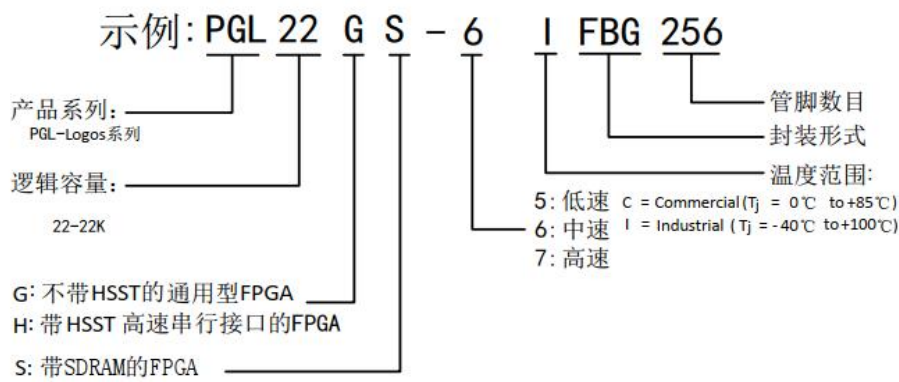 示例: PGL 22 G S - 6 I FBG 256
产品系列:
PGL-Logos系列
逻辑容量:
22-22K
G: 不带HSST的通用型FPGA
H: 带HSST 高速串行接口的FPGA
S: 带SDRAM的FPGA
管脚数目
封装形式
温度范围:
C = Commercial(Tj = 0℃ to+85℃)
I = Industrial ( Tj = -40℃ to+100℃)
5: 低速
6: 中速
7: 高速